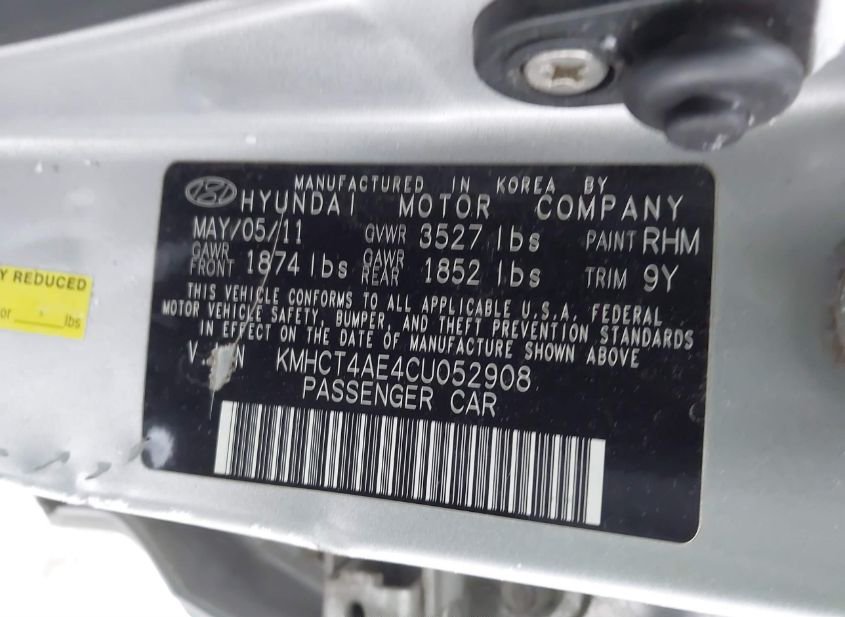 MANUFACTURED IN KOREA BY
HYUNDAI MOTOR COMPANY
MAY/05/11 GVWR 3527 lbs PAINT RHM
GAWR FRONT 1874 lbs GAWR REAR 1852 lbs TRIM 9Y
THIS VEHICLE CONFORMS TO ALL APPLICABLE U.S.A. FEDERAL
MOTOR VEHICLE SAFETY, BUMPER, AND THEFT PREVENTION STANDARDS
IN EFFECT ON THE DATE OF MANUFACTURE SHOWN ABOVE
KMHCT4AE4CU052908
PASSENGER CAR
Y REDUCED
or ____ lbs